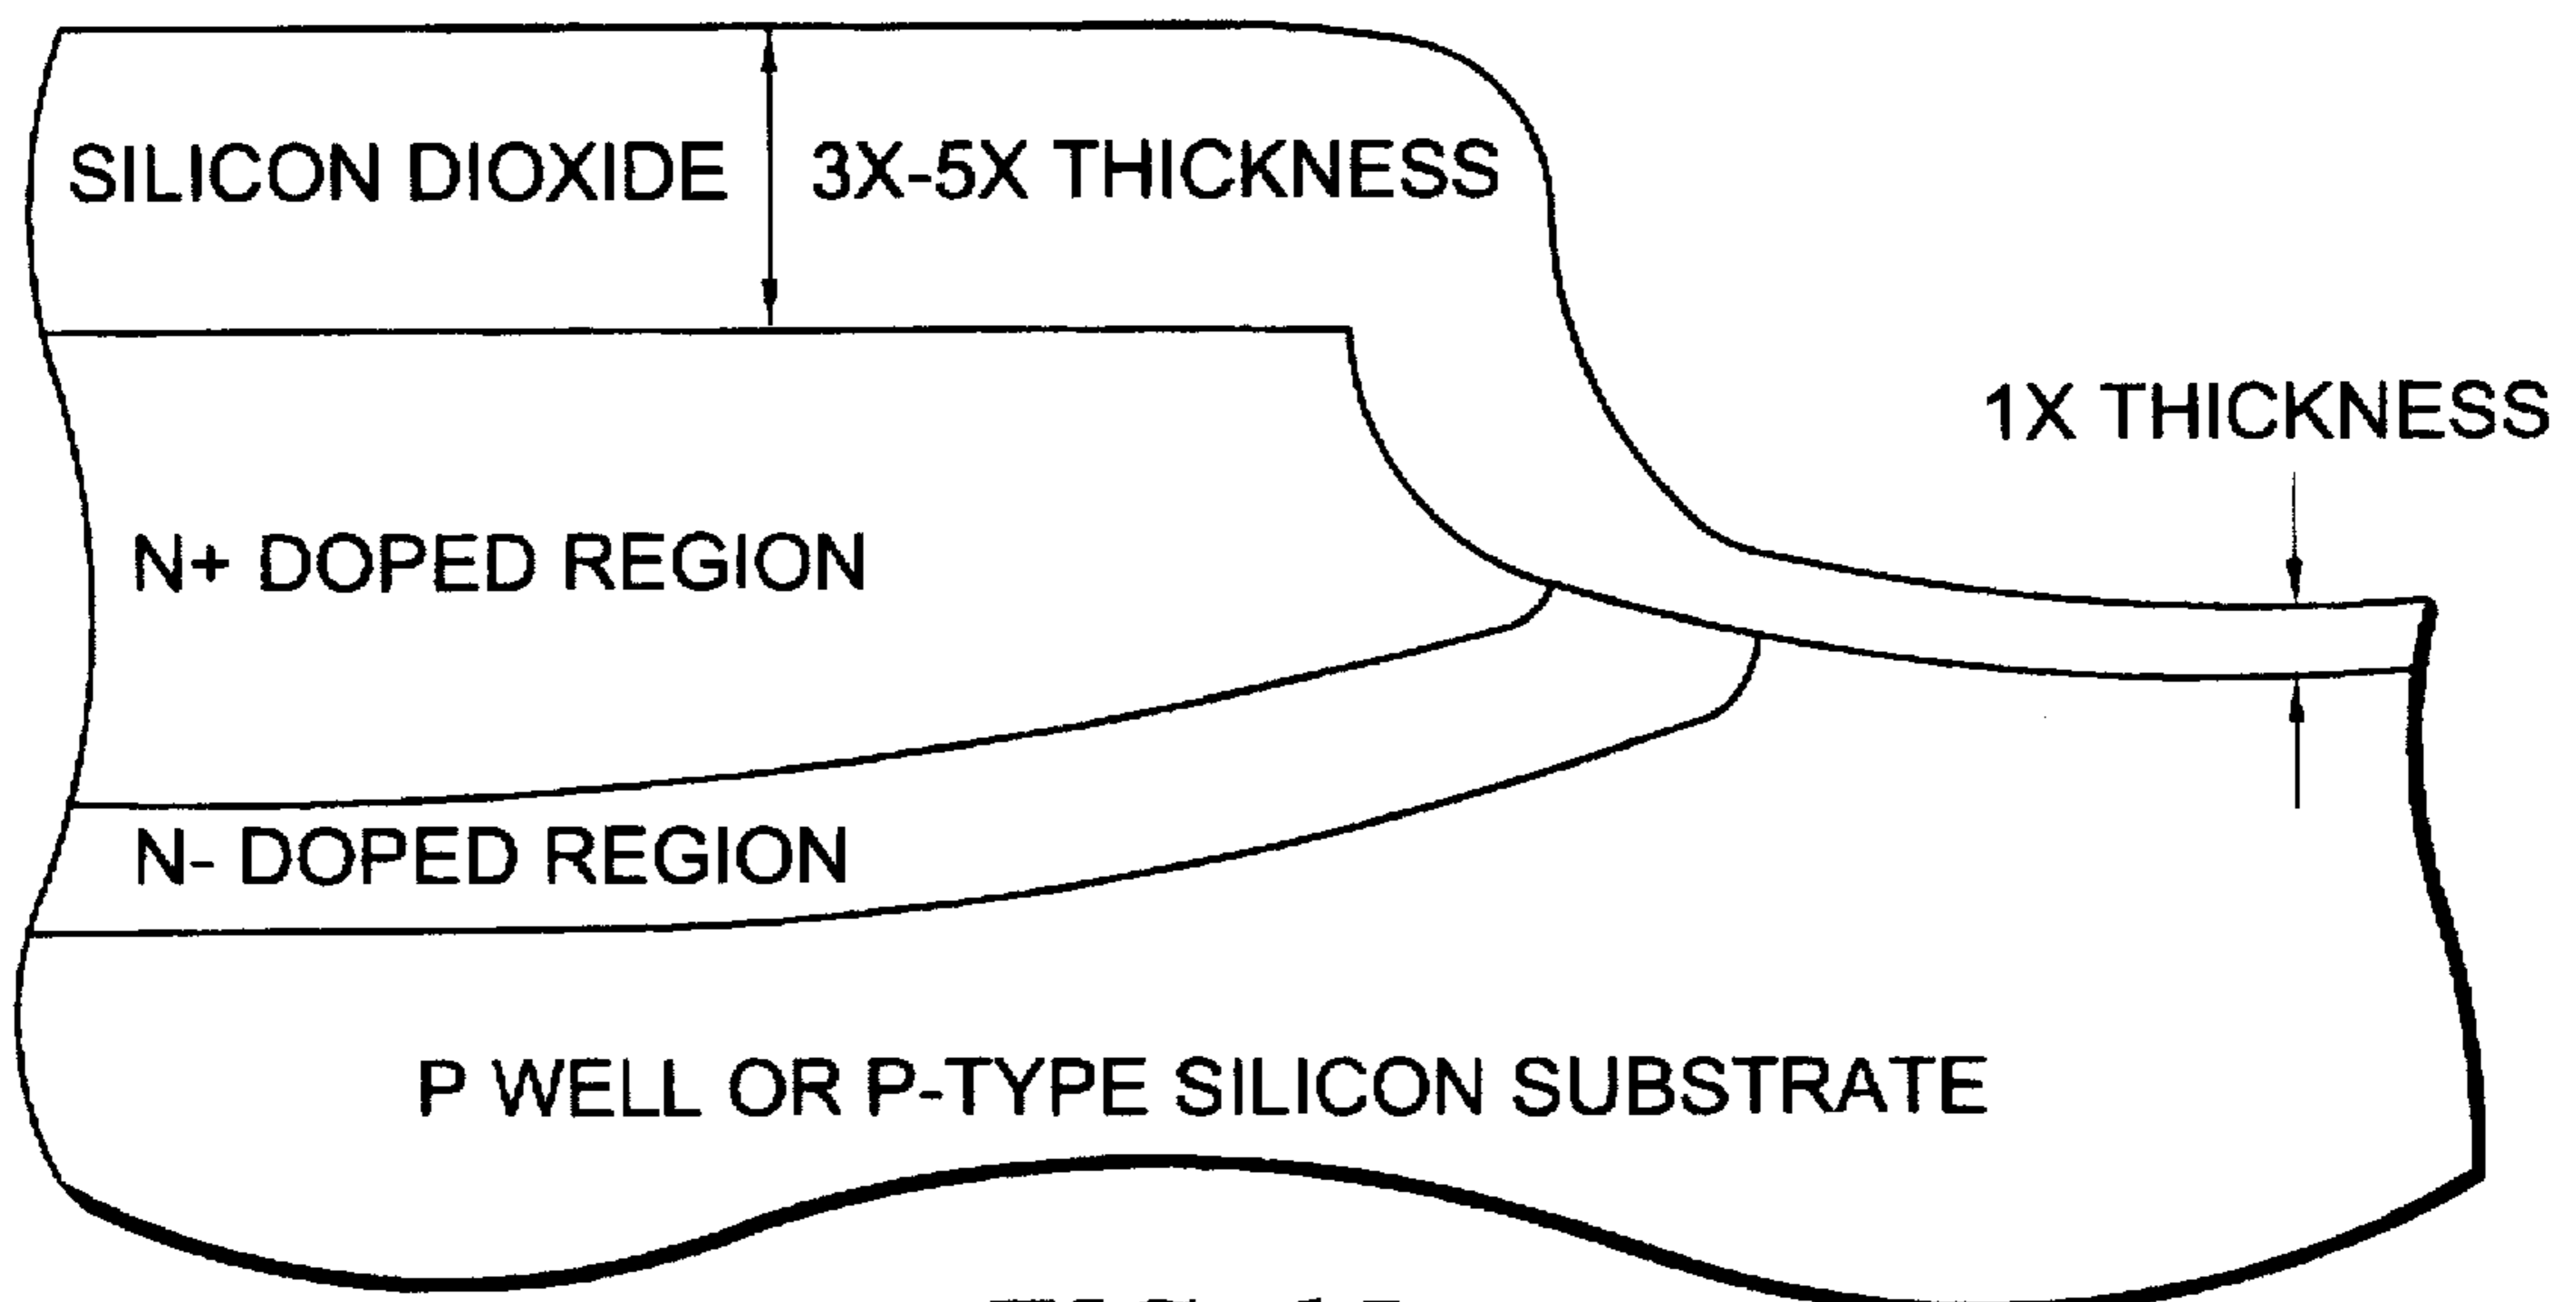 SILICON DIOXIDE
3X-5X THICKNESS
1X THICKNESS
N+ DOPED REGION
N- DOPED REGION
P WELL OR P-TYPE SILICON SUBSTRATE